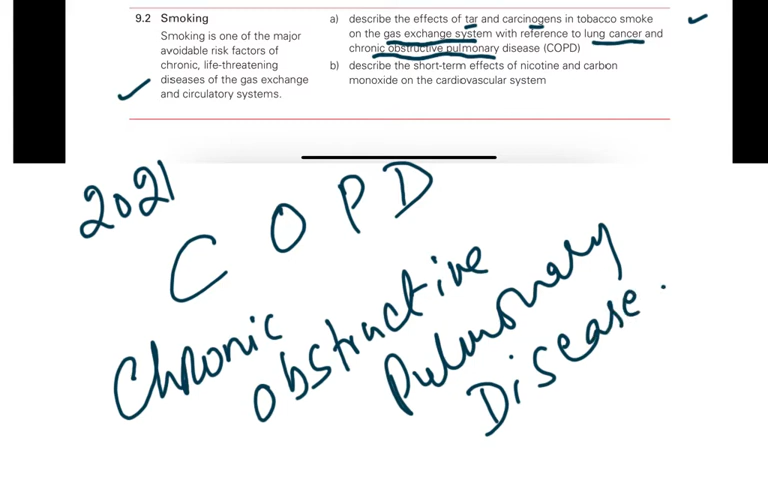 9.2 Smoking
Smoking is one of the major
avoidable risk factors of
chronic, life-threatening
diseases of the gas exchange
and circulatory systems.
a) describe the effects of tar and carcinogens in tobacco smoke
on the gas exchange system with reference to lung cancer and
chronic obstructive pulmonary disease (COPD)
b) describe the short-term effects of nicotine and carbon
monoxide on the cardiovascular system
2021
C O P D
Chronic
obstructive
Pulmonary
Disease.